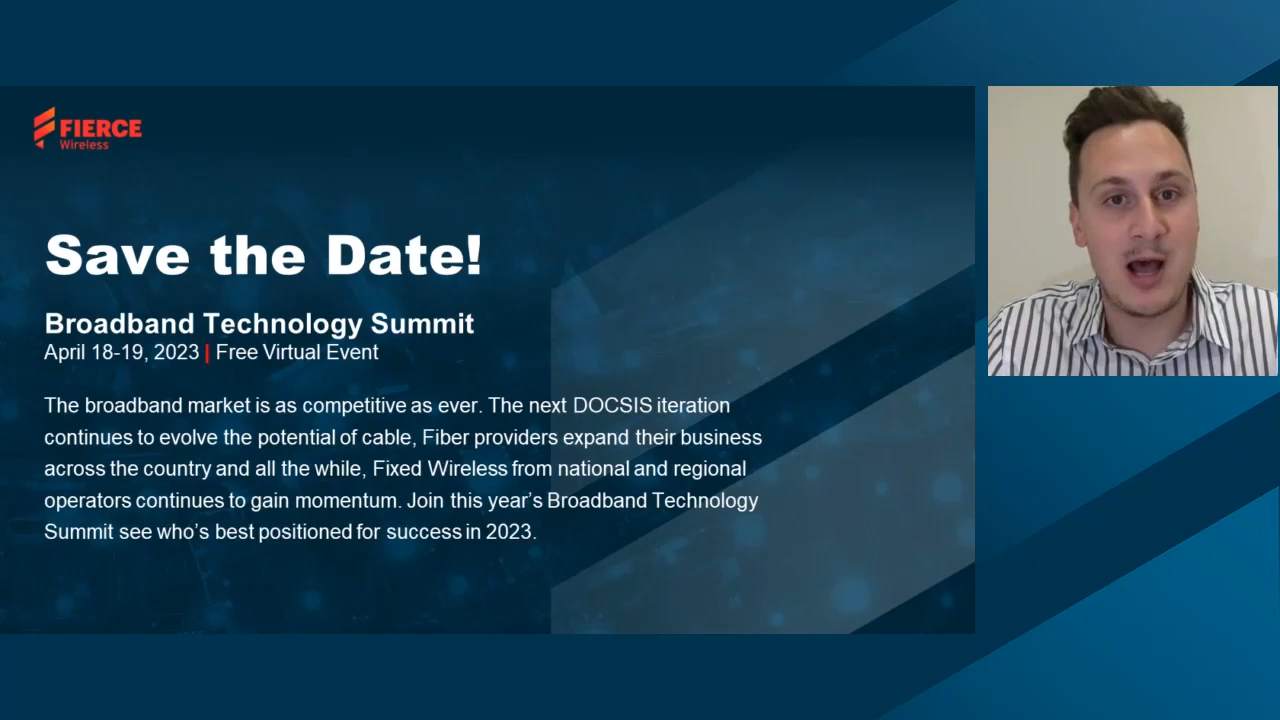 FIERCE
Wireless
Save the Date!
Broadband Technology Summit
April 18-19, 2023 | Free Virtual Event
The broadband market is as competitive as ever. The next DOCSIS iteration
continues to evolve the potential of cable, Fiber providers expand their business
across the country and all the while, Fixed Wireless from national and regional
operators continues to gain momentum. Join this year’s Broadband Technology
Summit see who’s best positioned for success in 2023.